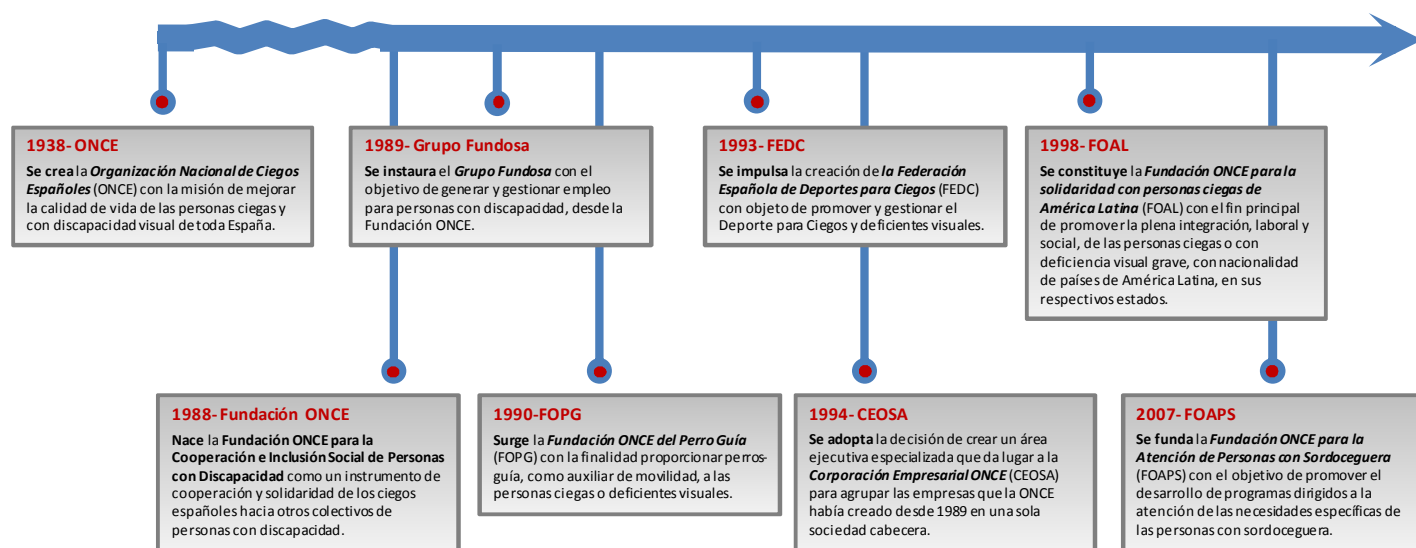 1938- ONCE
Se crea la Organización Nacional de Ciegos
Españoles (ONCE) con la misión de mejorar
la calidad de vida de las personas ciegas y
con discapacidad visual de toda España.
1989- Grupo Fundosa
Se instaura el Grupo Fundosa con el
objetivo de generar y gestionar empleo
para personas con discapacidad, desde la
Fundación ONCE.
1993- FEDC
Se impulsa la creación de la Federación
Española de Deportes para Ciegos (FEDC)
con objeto de promover y gestionar el
Deporte para Ciegos y deficientes visuales.
1998- FOAL
Se constituye la Fundación ONCE para la
solidaridad con personas ciegas de
América Latina (FOAL) con el fin principal
de promover la plena integración, laboral y
social, de las personas ciegas o con
deficiencia visual grave, con nacionalidad
de países de América Latina, en sus
respectivos estados.
1988- Fundación ONCE
Nace la Fundación ONCE para la
Cooperación e Inclusión Social de Personas
con Discapacidad como un instrumento de
cooperación y solidaridad de los ciegos
españoles hacia otros colectivos de
personas con discapacidad.
1990-FOPG
Surge la Fundación ONCE del Perro Guía
(FOPG) con la finalidad proporcionar perros-
guía, como auxiliar de movilidad, a las
personas ciegas o deficientes visuales.
1994- CEOSA
Se adopta la decisión de crear un área
ejecutiva especializada que da lugar a la
Corporación Empresarial ONCE (CEOSA)
para agrupar las empresas que la ONCE
había creado desde 1989 en una sola
sociedad cabecera.
2007- FOAPS
Se funda la Fundación ONCE para la
Atención de Personas con Sordoceguera
(FOAPS) con el objetivo de promover el
desarrollo de programas dirigidos a la
atención de las necesidades específicas de
las personas con sordoceguera.